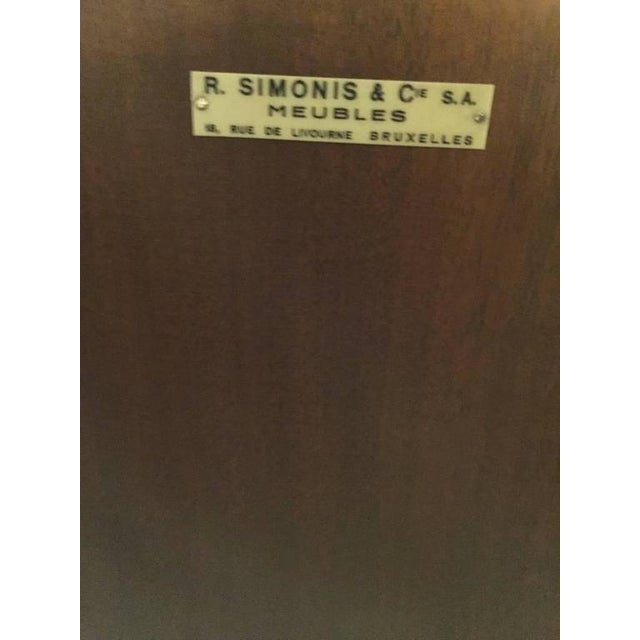 R. SIMONIS & CIE S.A.
MEUBLES
18, RUE DE LIVOURNE BRUXELLES